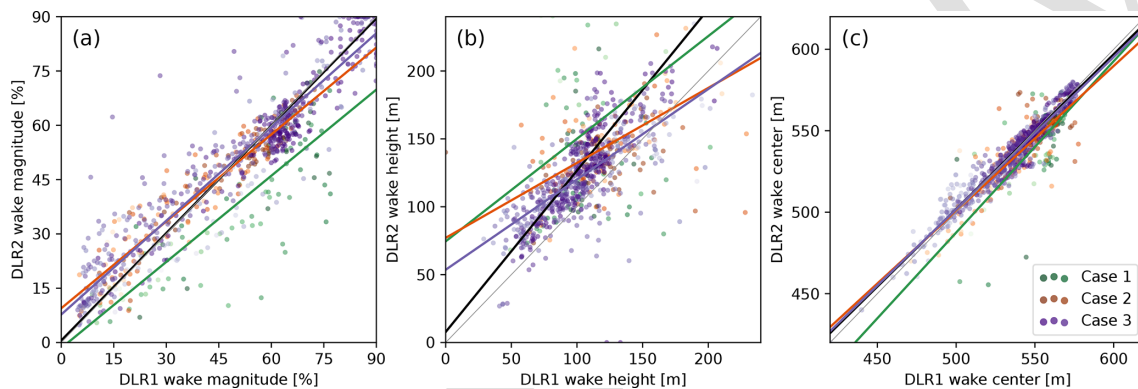 (a)
90
75
60
45
30
15
0
DLR2 wake magnitude [%]
0 15 30 45 60 75 90
DLR1 wake magnitude [%]
(b)
200
150
100
50
0
DLR2 wake height [m]
0 50 100 150 200
DLR1 wake height [m]
(c)
600
550
500
450
DLR2 wake center [m]
450 500 550 600
DLR1 wake center [m]
Case 1
Case 2
Case 3